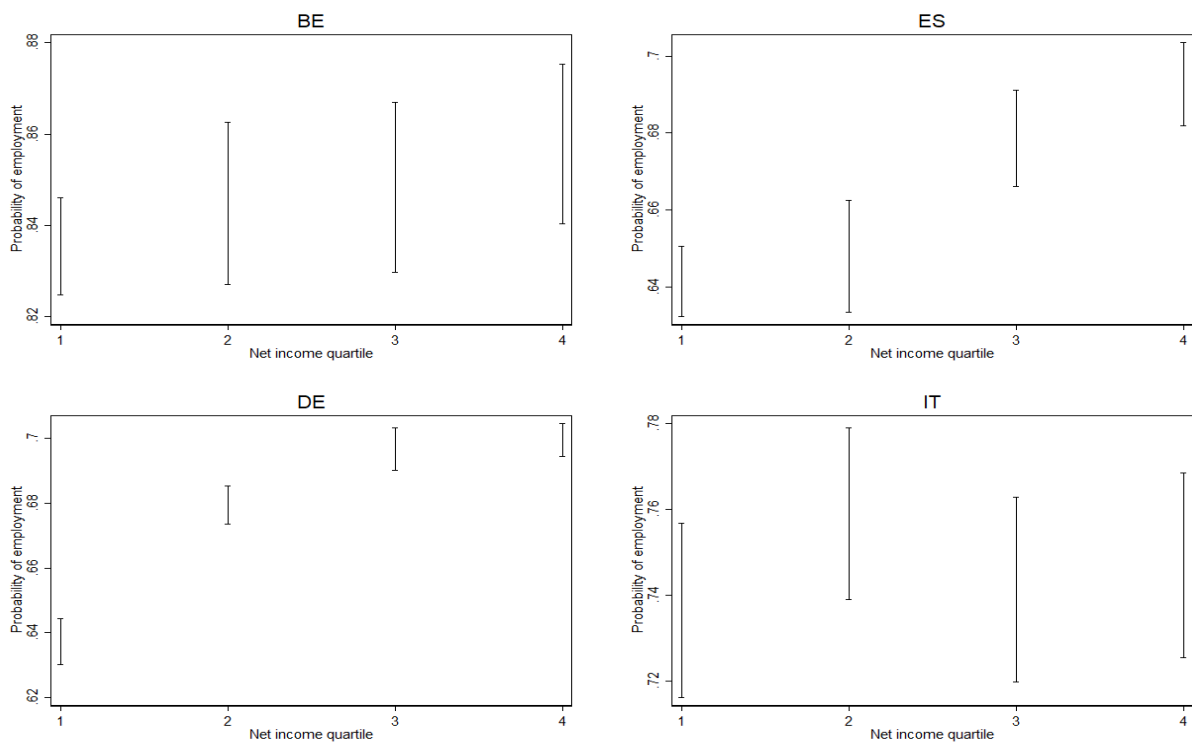 BE
Probability of employment
.88
.86
.84
.82
1 2 3 4
Net income quartile
ES
Probability of employment
.7
.68
.66
.64
1 2 3 4
Net income quartile
DE
Probability of employment
.7
.68
.66
.64
.62
1 2 3 4
Net income quartile
IT
Probability of employment
.78
.76
.74
.72
1 2 3 4
Net income quartile